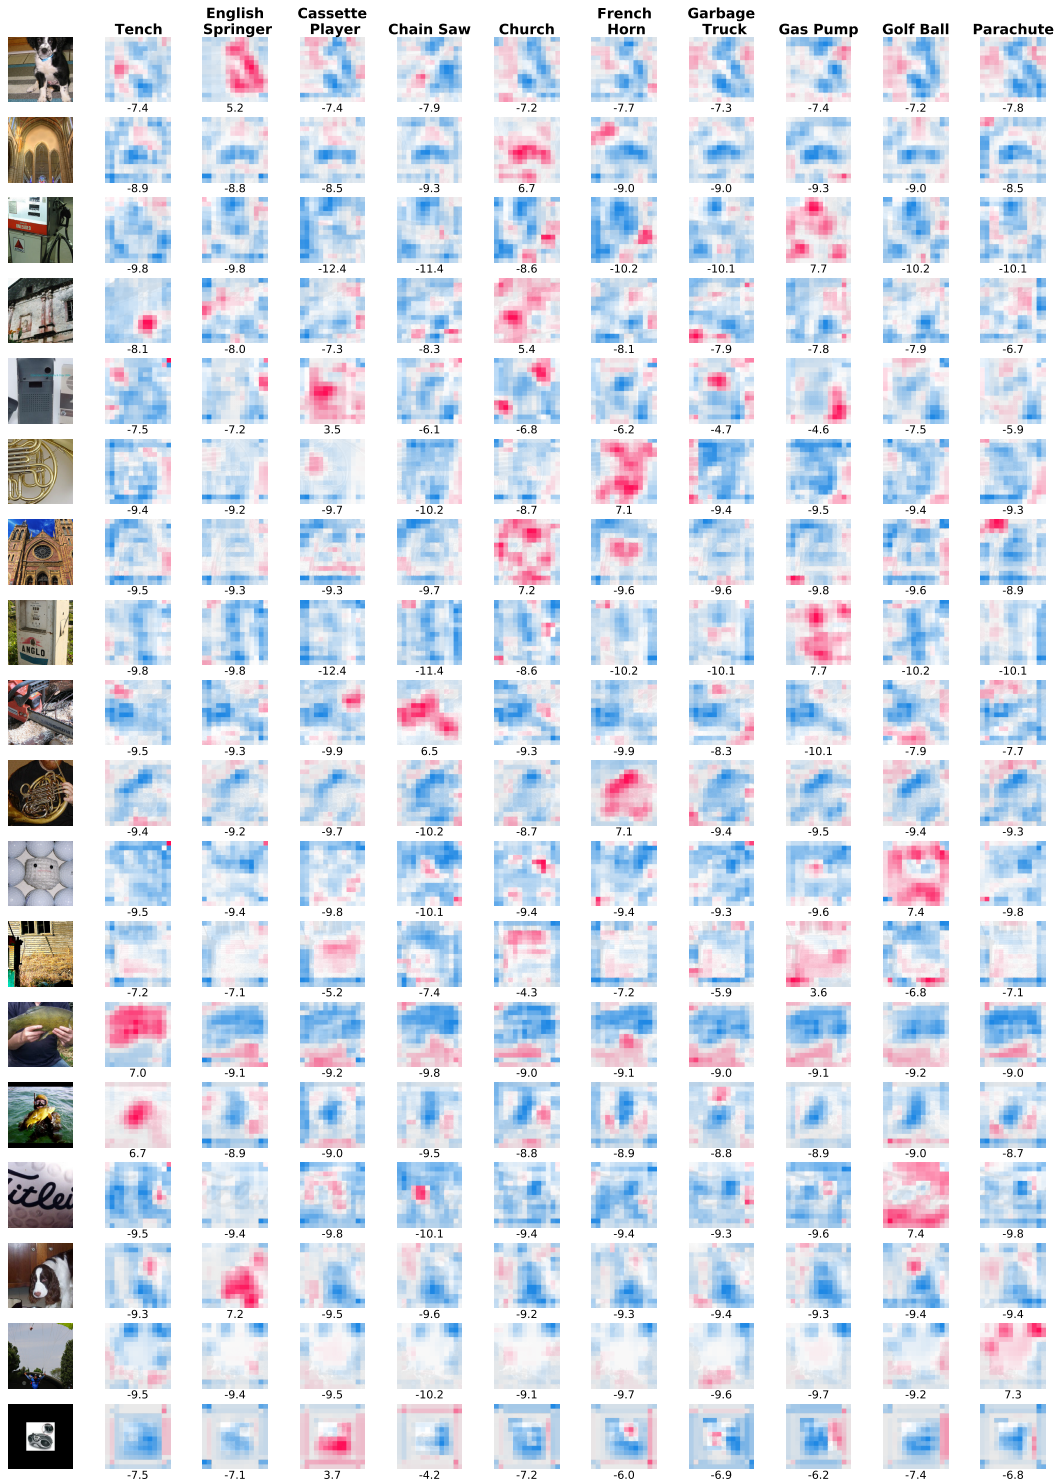 Tench English Springer Cassette Player Chain Saw Church French Horn Garbage Truck Gas Pump Golf Ball Parachute
-7.4 5.2 -7.4 -7.9 -7.2 -7.7 -7.3 -7.4 -7.2 -7.8
-8.9 -8.8 -8.5 -9.3 6.7 -9.0 -9.0 -9.3 -9.0 -8.5
-9.8 -9.8 -12.4 -11.4 -8.6 -10.2 -10.1 7.7 -10.2 -10.1
-8.1 -8.0 -7.3 -8.3 5.4 -8.1 -7.9 -7.8 -7.9 -6.7
-7.5 -7.2 3.5 -6.1 -6.8 -6.2 -4.7 -4.6 -7.5 -5.9
-9.4 -9.2 -9.7 -10.2 -8.7 7.1 -9.4 -9.5 -9.4 -9.3
-9.5 -9.3 -9.3 -9.7 7.2 -9.6 -9.6 -9.8 -9.6 -8.9
ANGLO
-9.8 -9.8 -12.4 -11.4 -8.6 -10.2 -10.1 7.7 -10.2 -10.1
-9.5 -9.3 -9.9 6.5 -9.3 -9.9 -8.3 -10.1 -7.9 -7.7
-9.4 -9.2 -9.7 -10.2 -8.7 7.1 -9.4 -9.5 -9.4 -9.3
-9.5 -9.4 -9.8 -10.1 -9.4 -9.4 -9.3 -9.6 7.4 -9.8
-7.2 -7.1 -5.2 -7.4 -4.3 -7.2 -5.9 3.6 -6.8 -7.1
7.0 -9.1 -9.2 -9.8 -9.0 -9.1 -9.0 -9.1 -9.2 -9.0
6.7 -8.9 -9.0 -9.5 -8.8 -8.9 -8.8 -8.9 -9.0 -8.7
Titlei
-9.5 -9.4 -9.8 -10.1 -9.4 -9.4 -9.3 -9.6 7.4 -9.8
-9.3 7.2 -9.5 -9.6 -9.2 -9.3 -9.4 -9.3 -9.4 -9.4
-9.5 -9.4 -9.5 -10.2 -9.1 -9.7 -9.6 -9.7 -9.2 7.3
-7.5 -7.1 3.7 -4.2 -7.2 -6.0 -6.9 -6.2 -7.4 -6.8